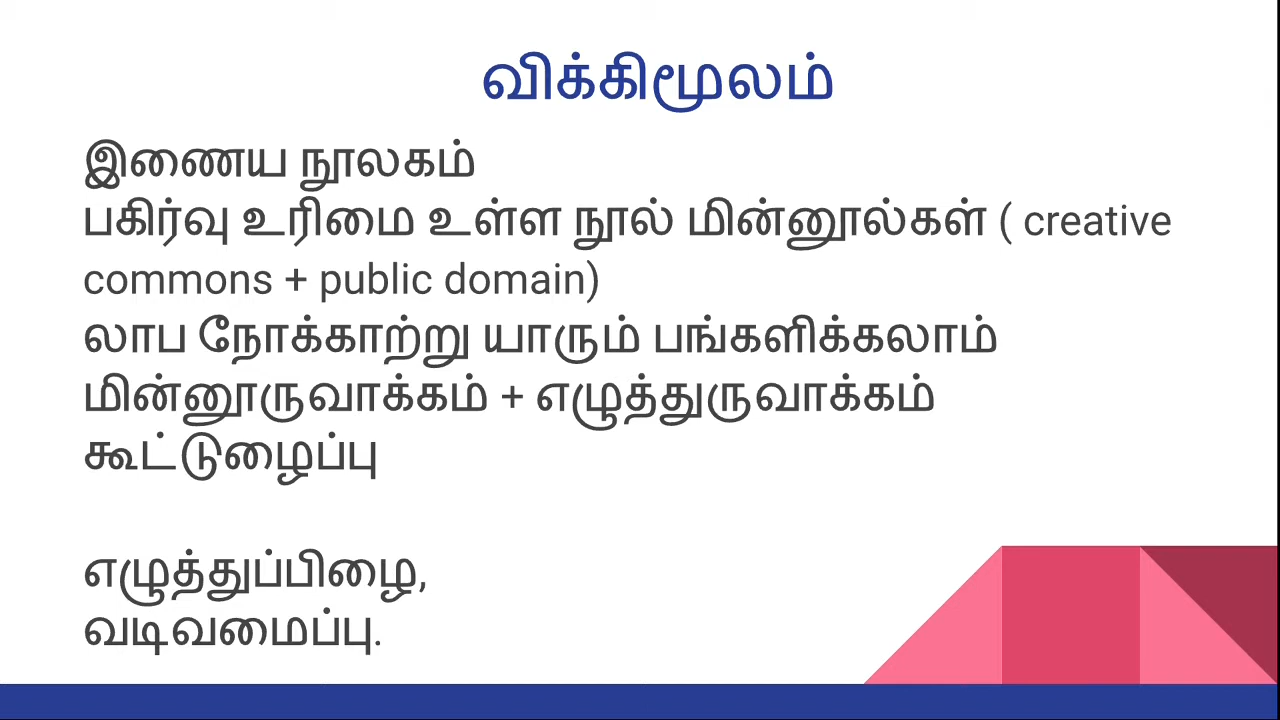 விக்கிமூலம்
இணைய நூலகம்
பகிர்வு உரிமை உள்ள நூல் மின்னூல்கள் ( creative
commons + public domain)
லாப நோக்காற்று யாரும் பங்களிக்கலாம்
மின்னூருவாக்கம் + எழுத்துருவாக்கம்
கூட்டுழைப்பு
எழுத்துப்பிழை,
வடிவமைப்பு.